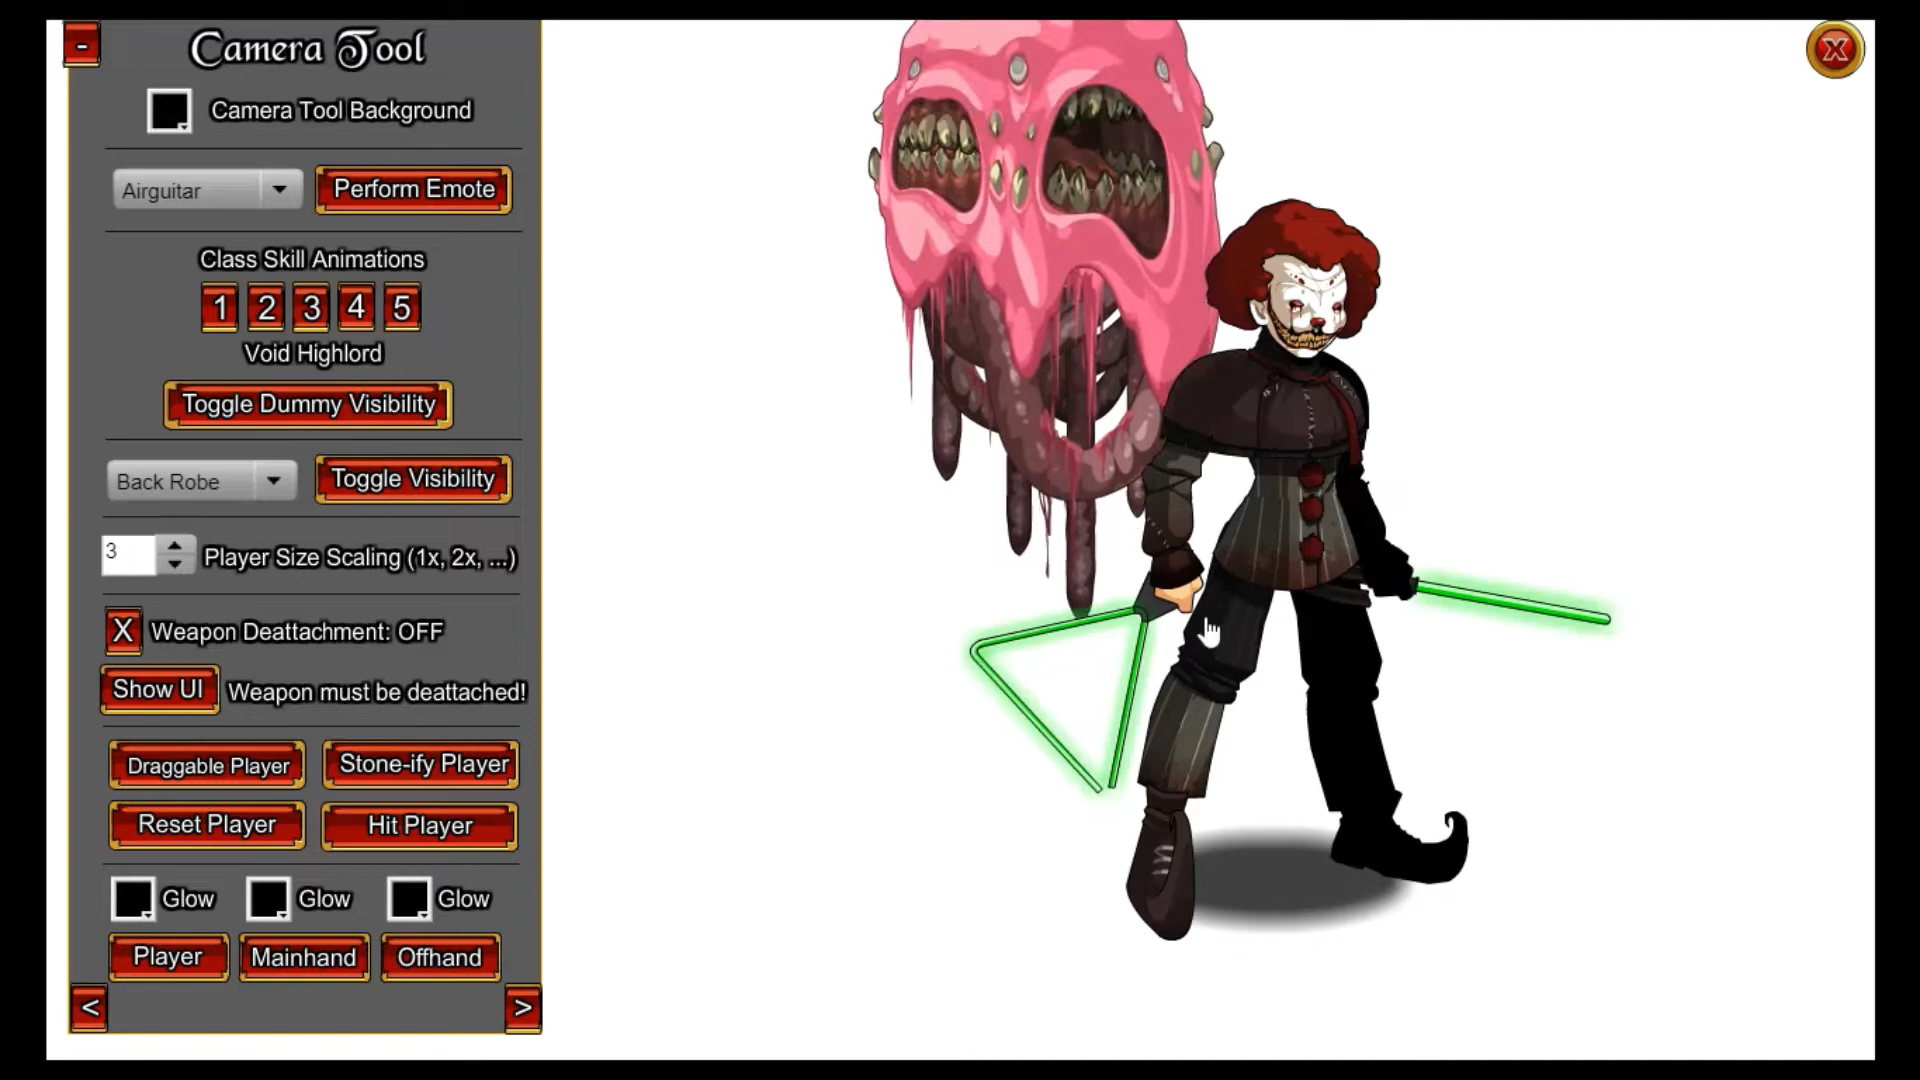 -
Camera Tool
X
Camera Tool Background
Airguitar
Perform Emote
Class Skill Animations
1 2 3 4 5
Void Highlord
Toggle Dummy Visibility
Back Robe
Toggle Visibility
3
Player Size Scaling (1x, 2x, ...)
X Weapon Deattachment: OFF
Show UI Weapon must be deattached!
Draggable Player Stone-ify Player
Reset Player Hit Player
Glow Glow Glow
Player Mainhand Offhand
< >